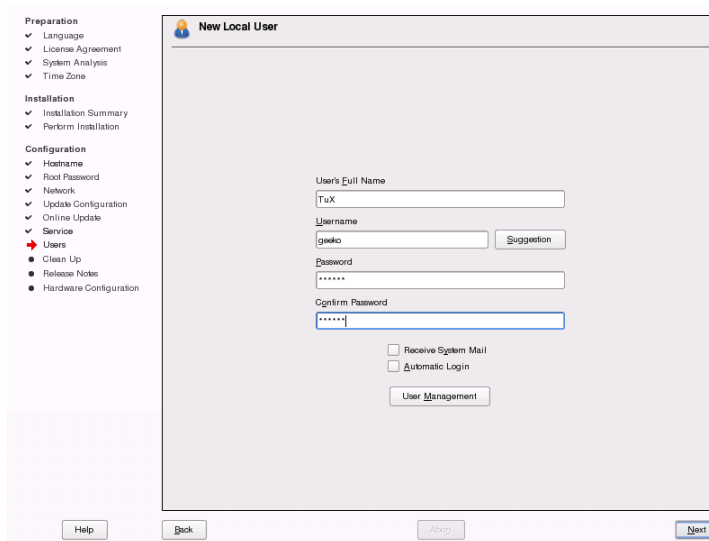 Preparation
Language
License Agreement
System Analysis
Time Zone
Installation
Installation Summary
Perform Installation
Configuration
Hostname
Root Password
Network
Update Configuration
Online Update
Service
Users
Clean Up
Release Notes
Hardware Configuration
New Local User
User's Full Name
TuX
Username
geeko
Suggestion
Password
******
Confirm Password
******
Receive System Mail
Automatic Login
User Management
Help
Back
Abort
Next